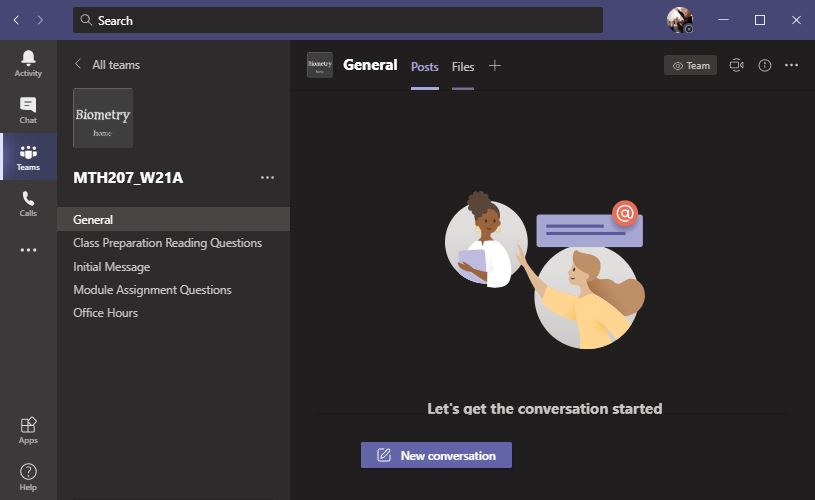 Search
Activity
Chat
Teams
Calls
Apps
Help
All teams
Biometry
home
MTH207_W21A
General
Class Preparation Reading Questions
Initial Message
Module Assignment Questions
Office Hours
Biometry
home
General
Posts
Files
Team
@
Let's get the conversation started
New conversation